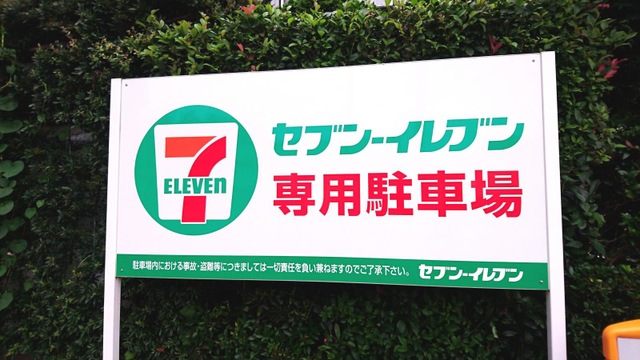 セブン-イレブン
7
ELEVEn
専用駐車場
駐車場内における事故・盗難等につきましては一切責任を負い兼ねますのでご了承下さい。 セブン-イレブン